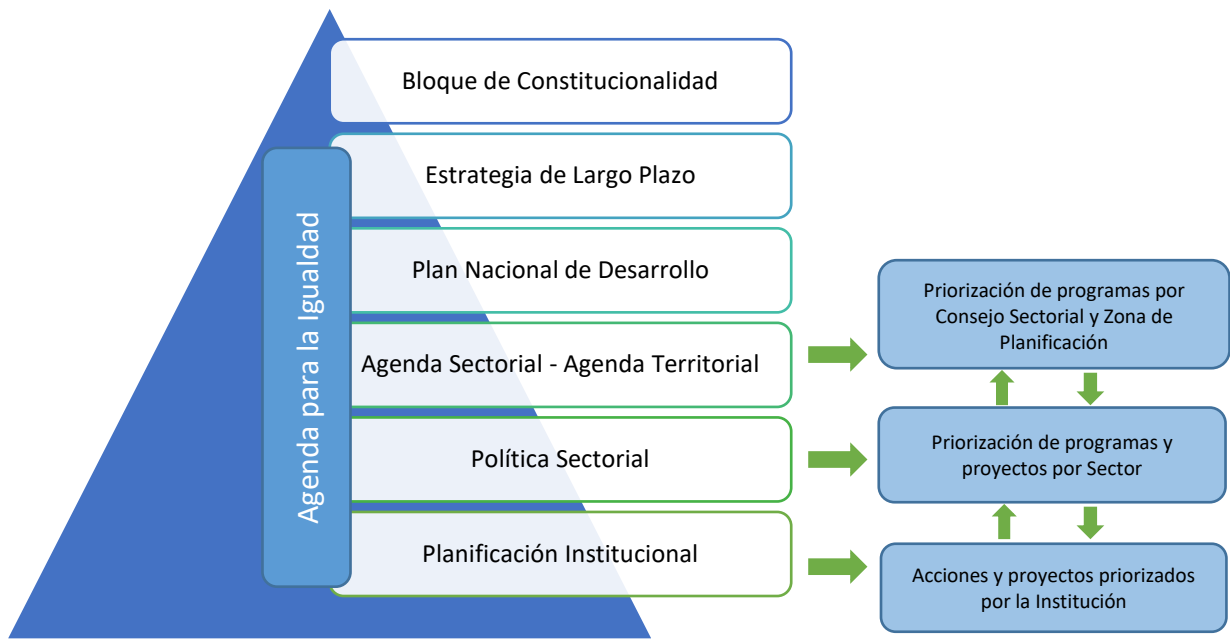 Bloque de Constitucionalidad
Estrategia de Largo Plazo
Agenda para la Igualdad
Plan Nacional de Desarrollo
Agenda Sectorial - Agenda Territorial
Política Sectorial
Planificación Institucional
Priorización de programas por
Consejo Sectorial y Zona de
Planificación
Priorización de programas y
proyectos por Sector
Acciones y proyectos priorizados
por la Institución